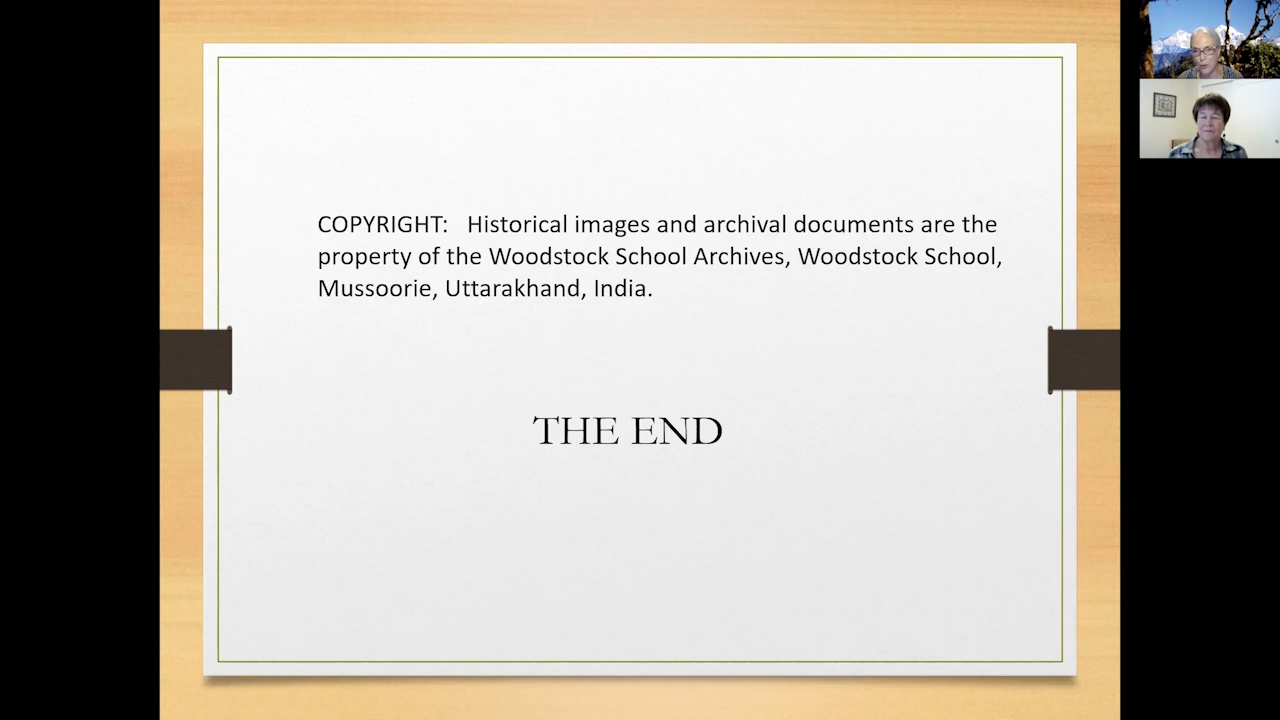 COPYRIGHT: Historical images and archival documents are the
property of the Woodstock School Archives, Woodstock School,
Mussoorie, Uttarakhand, India.
THE END